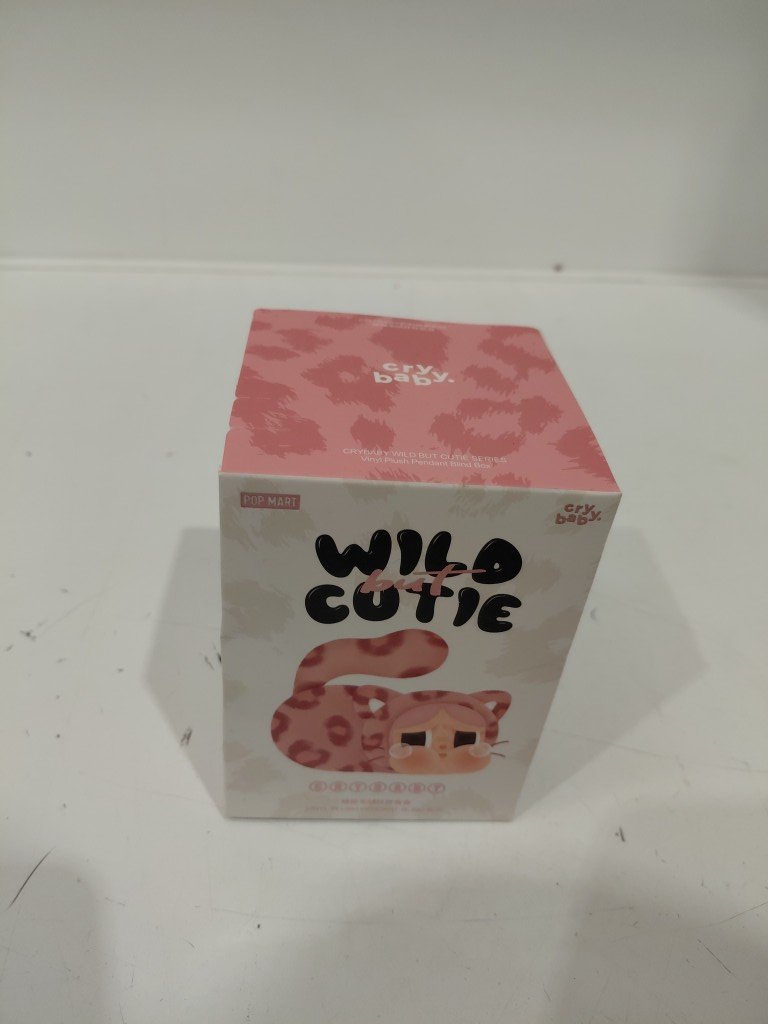 cry.
baby.
CRYBABY WILD BUT CUTIE SERIES
Vinyl Plush Pendant Blind Box
POP MART
cry.
baby.
WILD
but
CUTIE
CRYBABY